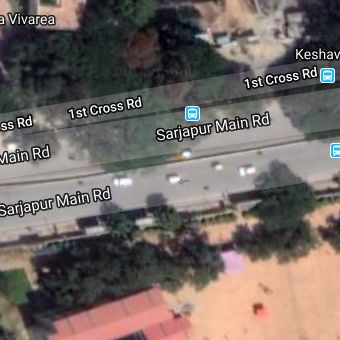 a Vivarea
Keshav
1st Cross Rd
1st Cross Rd
ss Rd
Sarjapur Main Rd
Main Rd
Sarjapur Main Rd